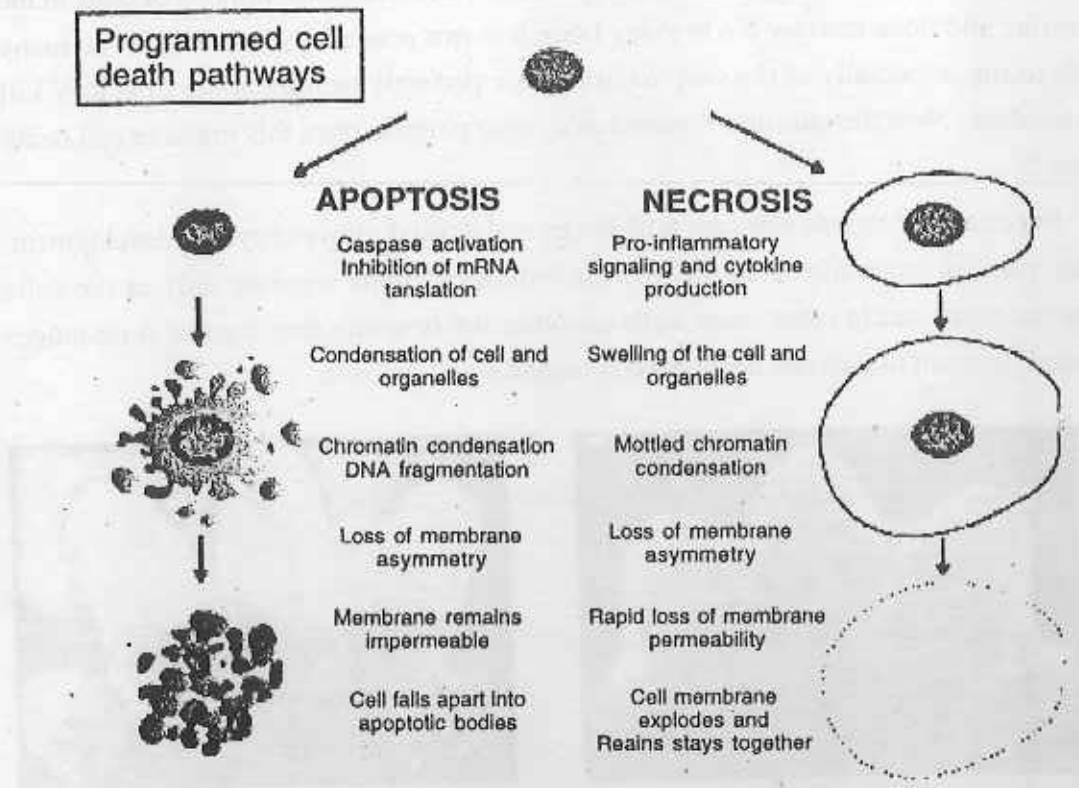 Programmed cell
death pathways
APOPTOSIS
Caspase activation
Inhibition of mRNA
tanslation
Condensation of cell and
organelles
Chromatin condensation
DNA fragmentation
Loss of membrane
asymmetry
Membrane remains
impermeable
Cell falls apart into
apoptotic bodies
NECROSIS
Pro-inflammatory
signaling and cytokine
production
Swelling of the cell and
organelles
Mottled chromatin
condensation
Loss of membrane
asymmetry
Rapid loss of membrane
permeability
Cell membrane
explodes and
Reains stays together